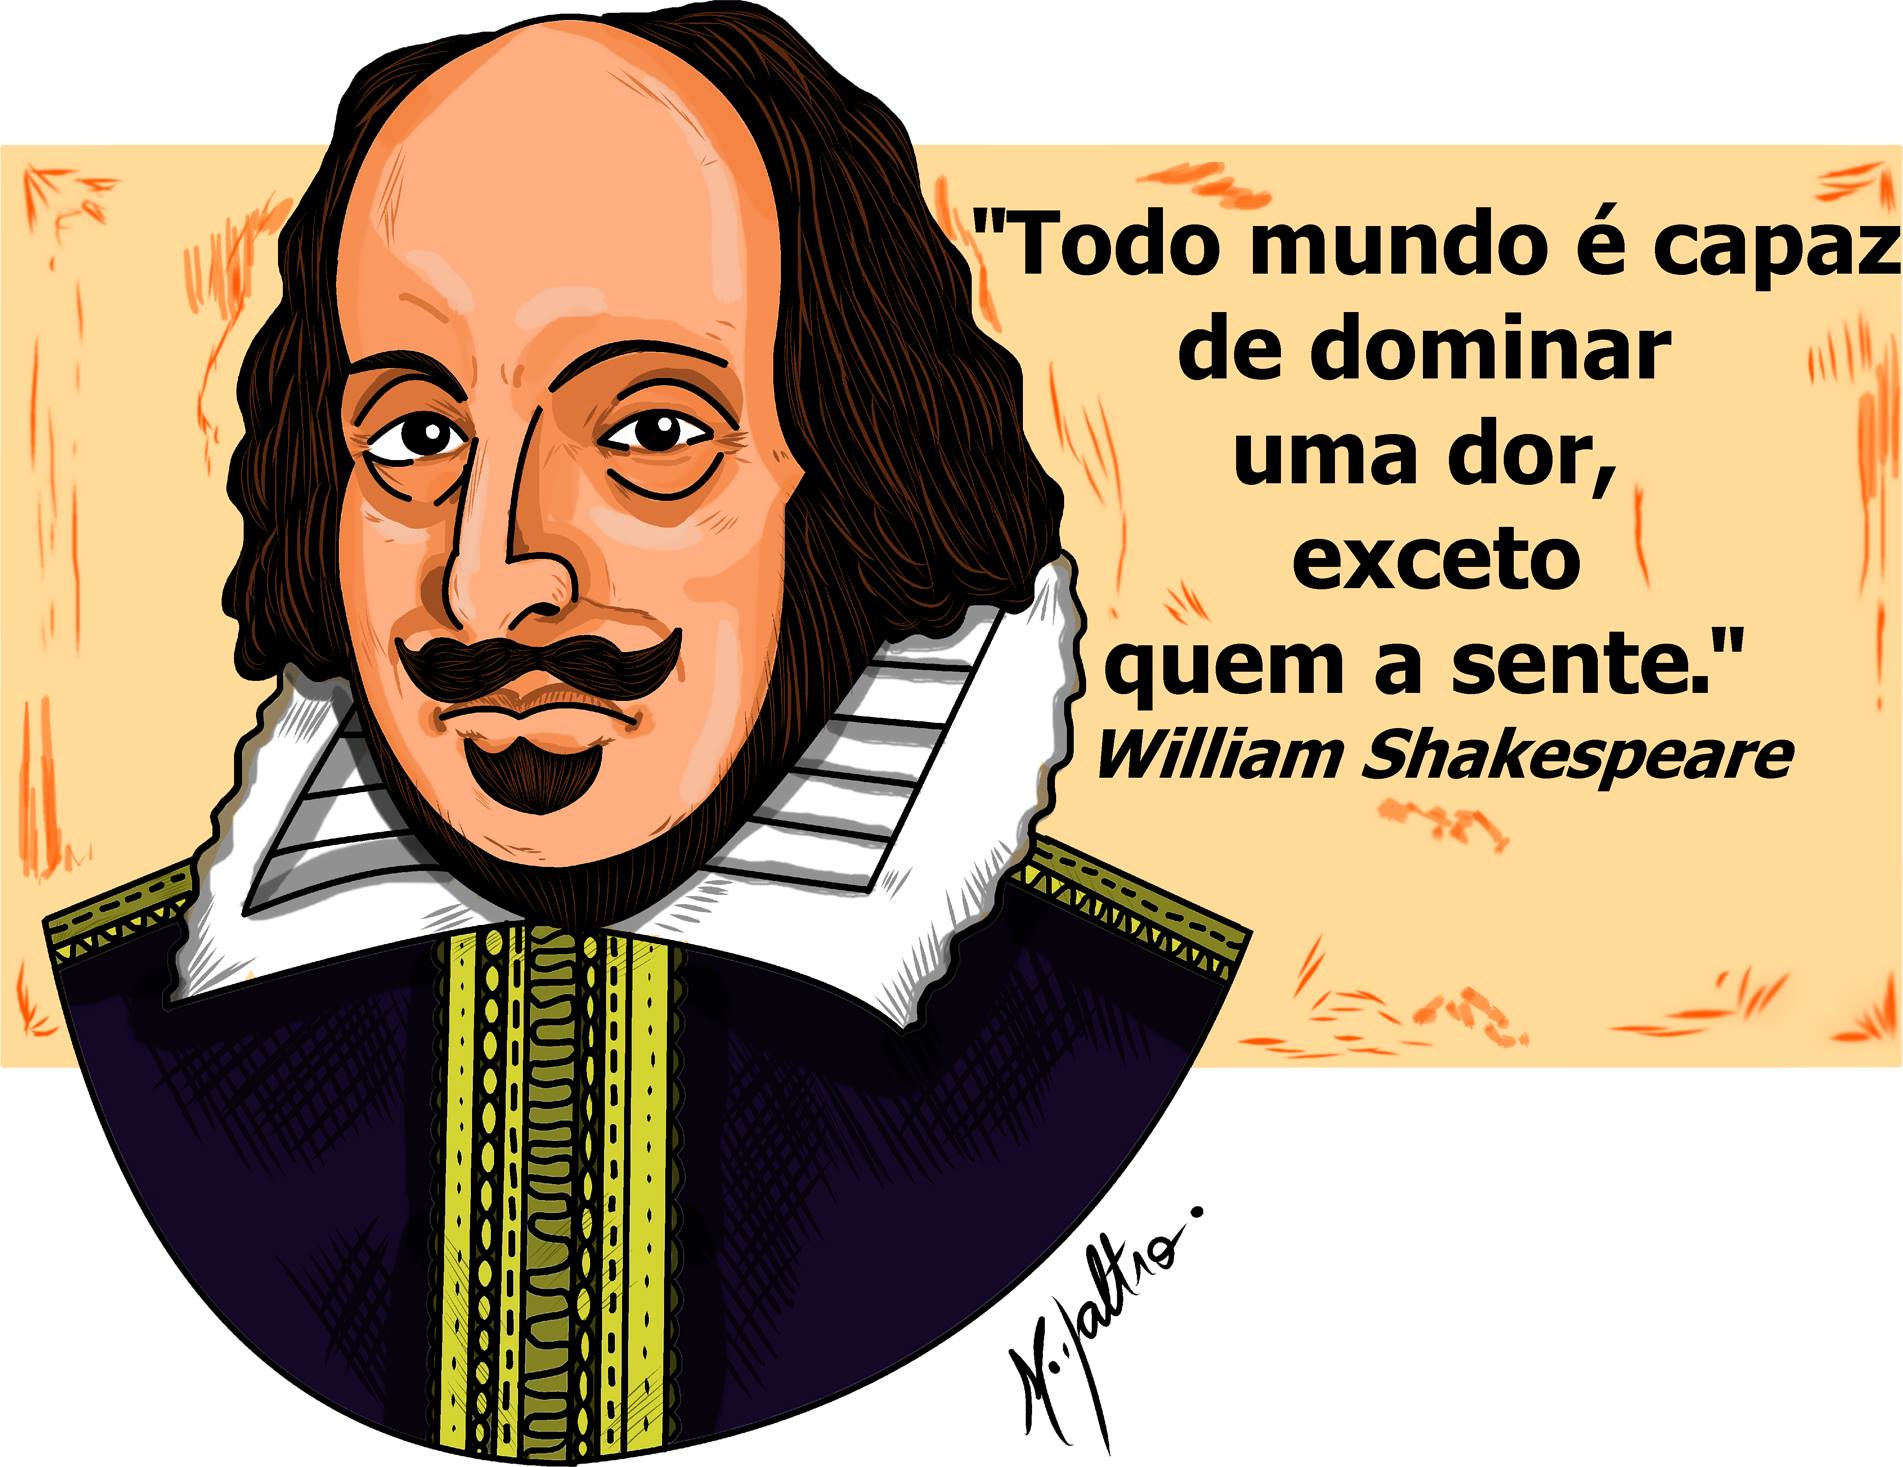 "Todo mundo é capaz
de dominar
uma dor,
exceto
quem a sente."
William Shakespeare